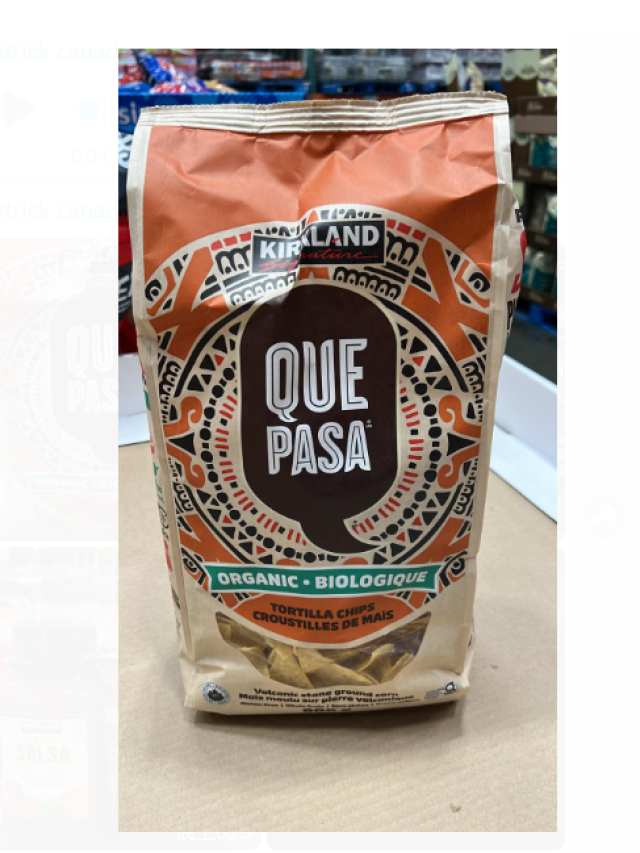 KIRKLAND
Signature
QUE
PASA
ORGANIC • BIOLOGIQUE
TORTILLA CHIPS
CROUSTILLES DE MAÏS
Volcanic stone ground corn
Maïs moulu sur pierre volcanique